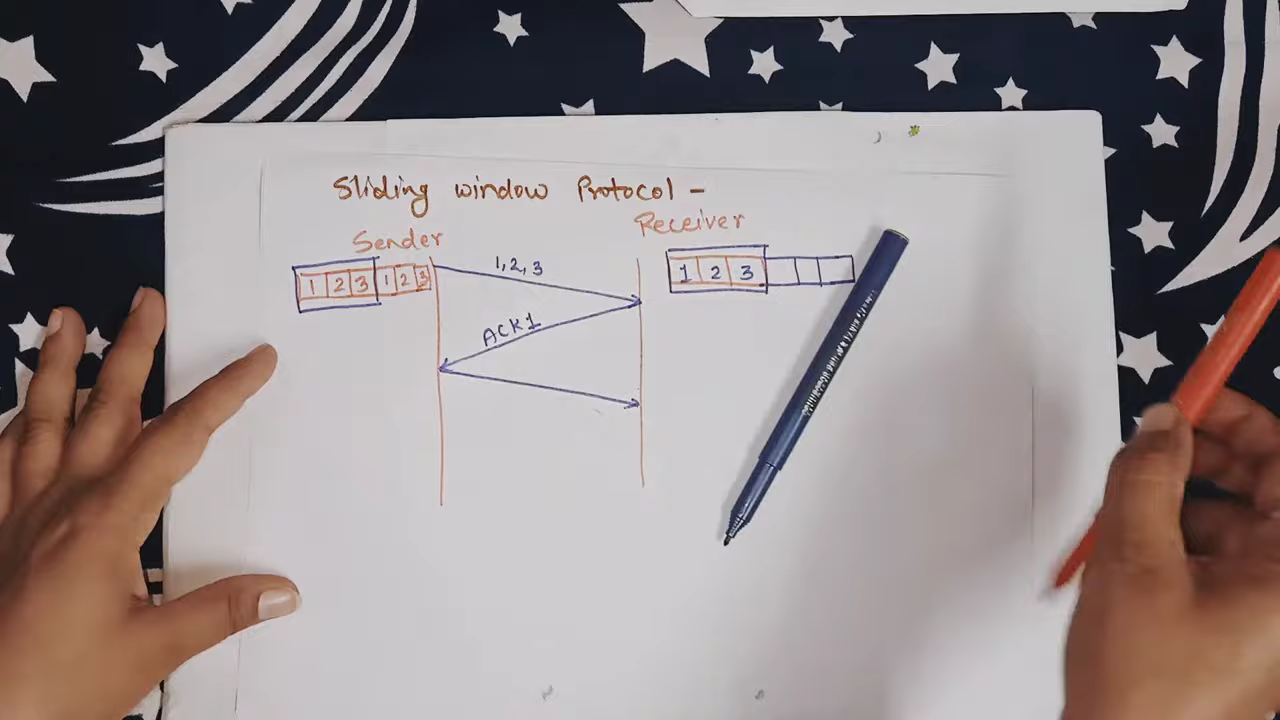 Sliding window Protocol -
Sender
Receiver
1 2 3 1 2 3
1, 2, 3
1 2 3
ACK1